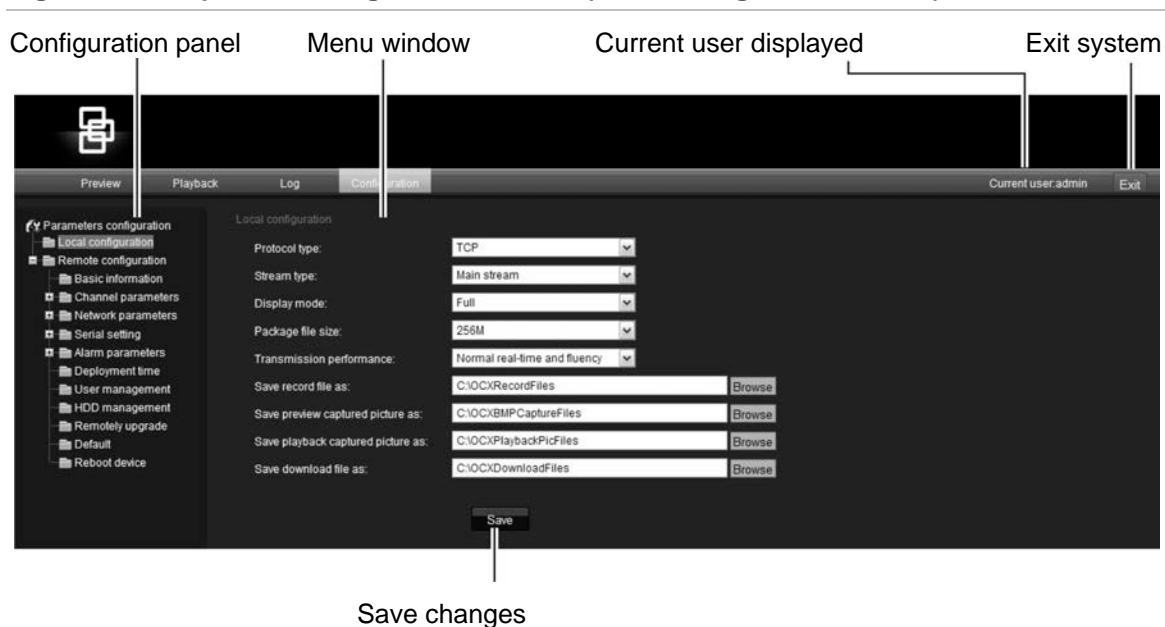 Configuration panel Menu window Current user displayed Exit system
Preview Playback Log Configuration Current user:admin Exit
Parameters configuration
Local configuration
Remote configuration
Basic information
Channel parameters
Network parameters
Serial setting
Alarm parameters
Deployment time
User management
HDD management
Remotely upgrade
Default
Reboot device
Local configuration
Protocol type: TCP
Stream type: Main stream
Display mode: Full
Package file size: 256M
Transmission performance: Normal real-time and fluency
Save record file as: C:\OCXRecordFiles Browse
Save preview captured picture as: C:\OCXBMPCaptureFiles Browse
Save playback captured picture as: C:\OCXPlaybackPicFiles Browse
Save download file as: C:\OCXDownloadFiles Browse
Save
Save changes